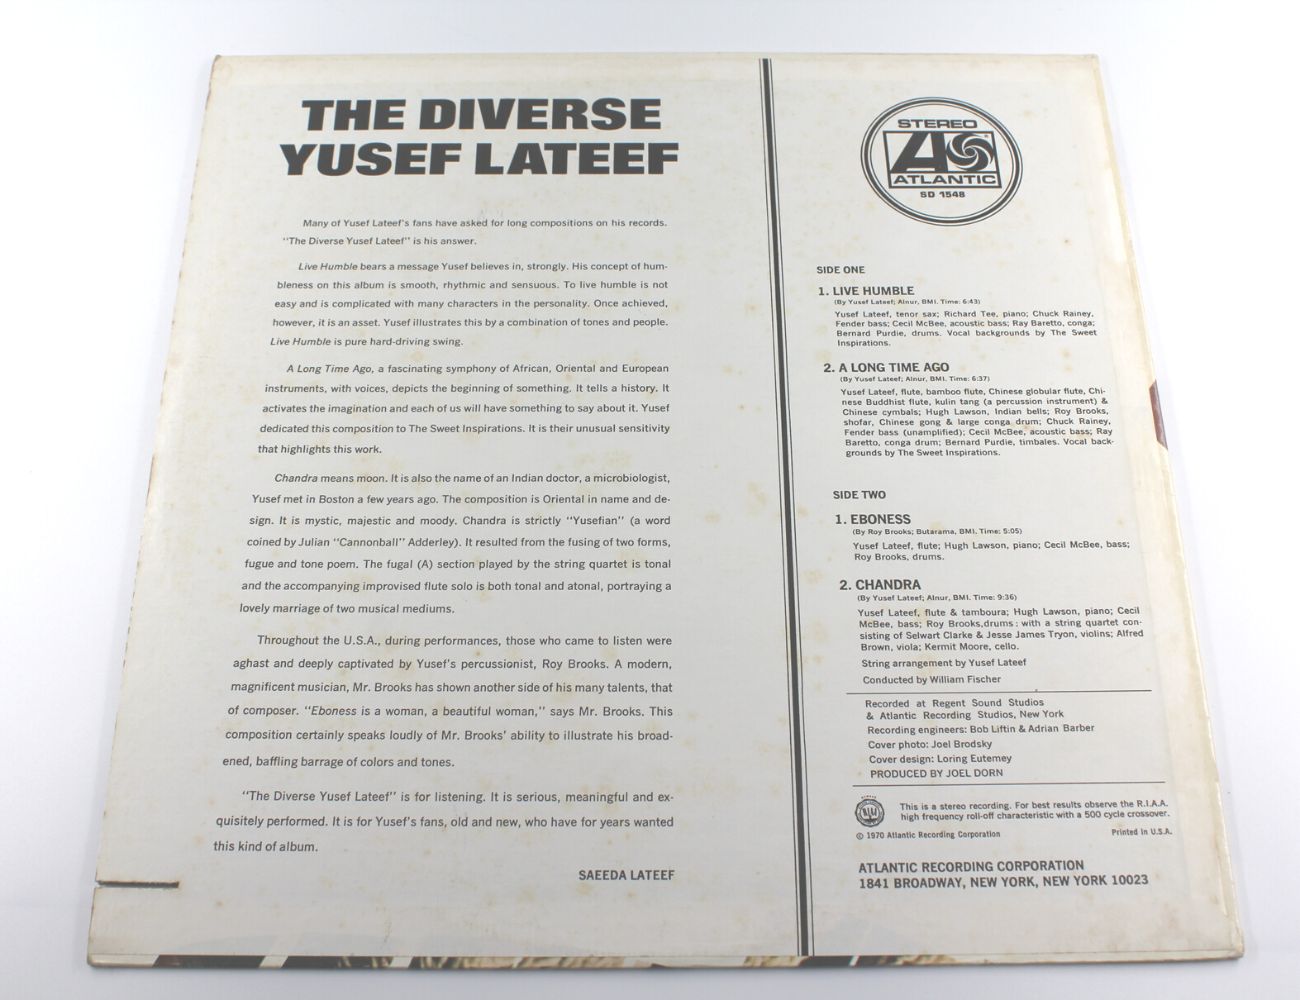 THE DIVERSE
YUSEF LATEEF
Many of Yusef Lateef's fans have asked for long compositions on his records.
"The Diverse Yusef Lateef" is his answer.
Live Humble bears a message Yusef believes in, strongly. His concept of hum-
bleness on this album is smooth, rhythmic and sensuous. To live humble is not
easy and is complicated with many characters in the personality. Once achieved,
however, it is an asset. Yusef illustrates this by a combination of tones and people.
Live Humble is pure hard-driving swing.
A Long Time Ago, a fascinating symphony of African, Oriental and European
instruments, with voices, depicts the beginning of something. It tells a history. It
activates the imagination and each of us will have something to say about it. Yusef
dedicated this composition to The Sweet Inspirations. It is their unusual sensitivity
that highlights this work.
Chandra means moon. It is also the name of an Indian doctor, a microbiologist,
Yusef met in Boston a few years ago. The composition is Oriental in name and de-
sign. It is mystic, majestic and moody. Chandra is strictly "Yusefian" (a word
coined by Julian "Cannonball" Adderley). It resulted from the fusing of two forms,
fugue and tone poem. The fugal (A) section played by the string quartet is tonal
and the accompanying improvised flute solo is both tonal and atonal, portraying a
lovely marriage of two musical mediums.
Throughout the U.S.A., during performances, those who came to listen were
aghast and deeply captivated by Yusef's percussionist, Roy Brooks. A modern,
magnificent musician, Mr. Brooks has shown another side of his many talents, that
of composer. "Eboness is a woman, a beautiful woman," says Mr. Brooks. This
composition certainly speaks loudly of Mr. Brooks' ability to illustrate his broad-
ened, baffling barrage of colors and tones.
"The Diverse Yusef Lateef" is for listening. It is serious, meaningful and ex-
quisitely performed. It is for Yusef's fans, old and new, who have for years wanted
this kind of album.
SAEEDA LATEEF
STEREO
ATLANTIC
SD 1548
SIDE ONE
1. LIVE HUMBLE
(By Yusef Lateef; Alnur, BMI. Time: 6:43)
Yusef Lateef, tenor sax; Richard Tee, piano; Chuck Rainey,
Fender bass; Cecil McBee, acoustic bass; Ray Baretto, conga;
Bernard Purdie, drums. Vocal backgrounds by The Sweet
Inspirations.
2. A LONG TIME AGO
(By Yusef Lateef; Alnur, BMI. Time: 6:37)
Yusef Lateef, flute, bamboo flute, Chinese globular flute, Chi-
nese Buddhist flute, kulin tang (a percussion instrument) &
Chinese cymbals; Hugh Lawson, Indian bells; Roy Brooks,
shofar, Chinese gong & large conga drum; Chuck Rainey,
Fender bass (unamplified); Cecil McBee, acoustic bass; Ray
Baretto, conga drum; Bernard Purdie, timbales. Vocal back-
grounds by The Sweet Inspirations.
SIDE TWO
1. EBONESS
(By Roy Brooks; Butarama, BMI. Time: 5:05)
Yusef Lateef, flute; Hugh Lawson, piano; Cecil McBee, bass;
Roy Brooks, drums.
2. CHANDRA
(By Yusef Lateef; Alnur, BMI. Time: 9:36)
Yusef Lateef, flute & tamboura; Hugh Lawson, piano; Cecil
McBee, bass; Roy Brooks,drums: with a string quartet con-
sisting of Selwart Clarke & Jesse James Tryon, violins; Alfred
Brown, viola; Kermit Moore, cello.
String arrangement by Yusef Lateef
Conducted by William Fischer
Recorded at Regent Sound Studios
& Atlantic Recording Studios, New York
Recording engineers: Bob Liftin & Adrian Barber
Cover photo: Joel Brodsky
Cover design: Loring Eutemey
PRODUCED BY JOEL DORN
This is a stereo recording. For best results observe the R.I.A.A.
high frequency roll-off characteristic with a 500 cycle crossover.
© 1970 Atlantic Recording Corporation Printed in U.S.A.
ATLANTIC RECORDING CORPORATION
1841 BROADWAY, NEW YORK, NEW YORK 10023